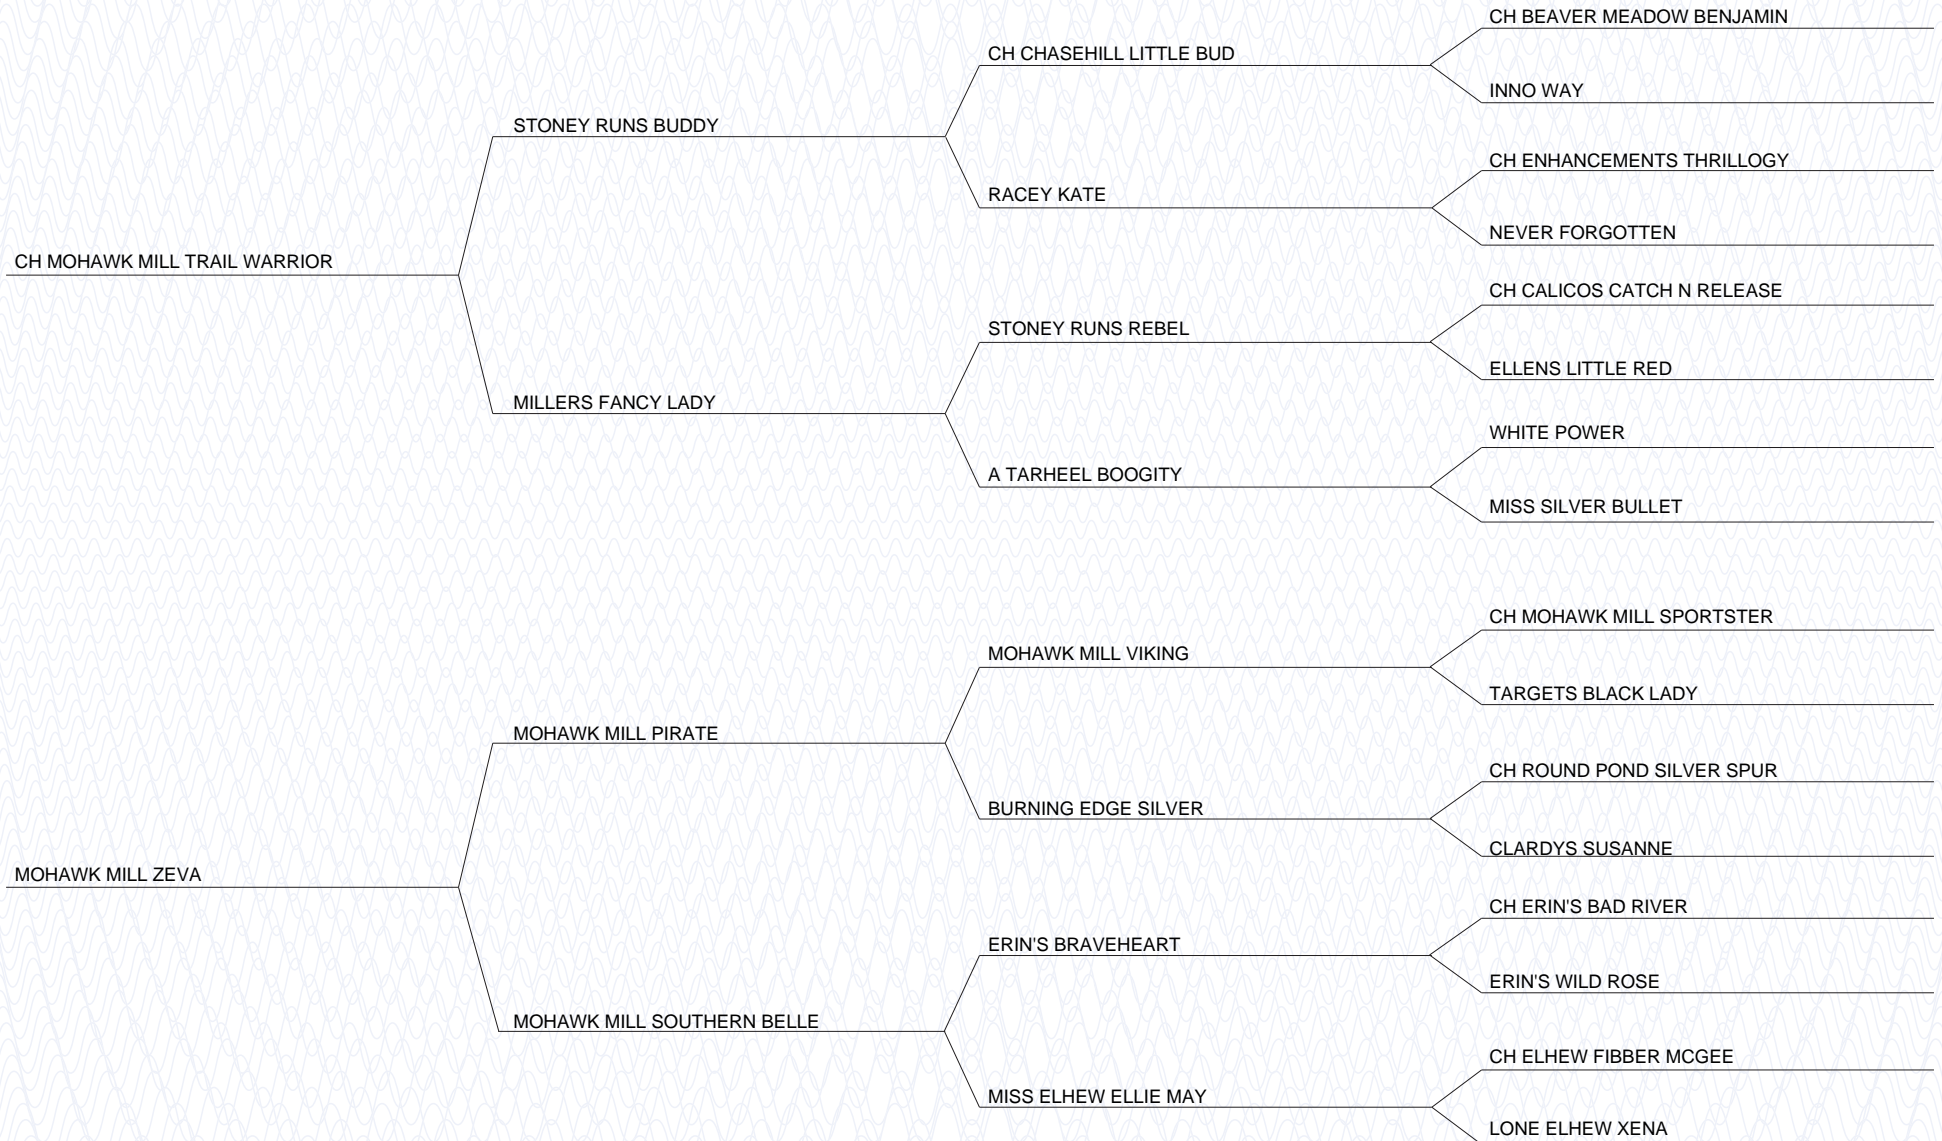 CH BEAVER MEADOW BENJAMIN
CH CHASEHILL LITTLE BUD
INNO WAY
STONEY RUNS BUDDY
CH ENHANCEMENTS THRILLOGY
RACEY KATE
NEVER FORGOTTEN
CH MOHAWK MILL TRAIL WARRIOR
CH CALICOS CATCH N RELEASE
STONEY RUNS REBEL
ELLENS LITTLE RED
MILLERS FANCY LADY
WHITE POWER
A TARHEEL BOOGITY
MISS SILVER BULLET
CH MOHAWK MILL SPORTSTER
MOHAWK MILL VIKING
TARGETS BLACK LADY
MOHAWK MILL PIRATE
CH ROUND POND SILVER SPUR
BURNING EDGE SILVER
CLARDYS SUSANNE
MOHAWK MILL ZEVA
CH ERIN'S BAD RIVER
ERIN'S BRAVEHEART
ERIN'S WILD ROSE
MOHAWK MILL SOUTHERN BELLE
CH ELHEW FIBBER MCGEE
MISS ELHEW ELLIE MAY
LONE ELHEW XENA